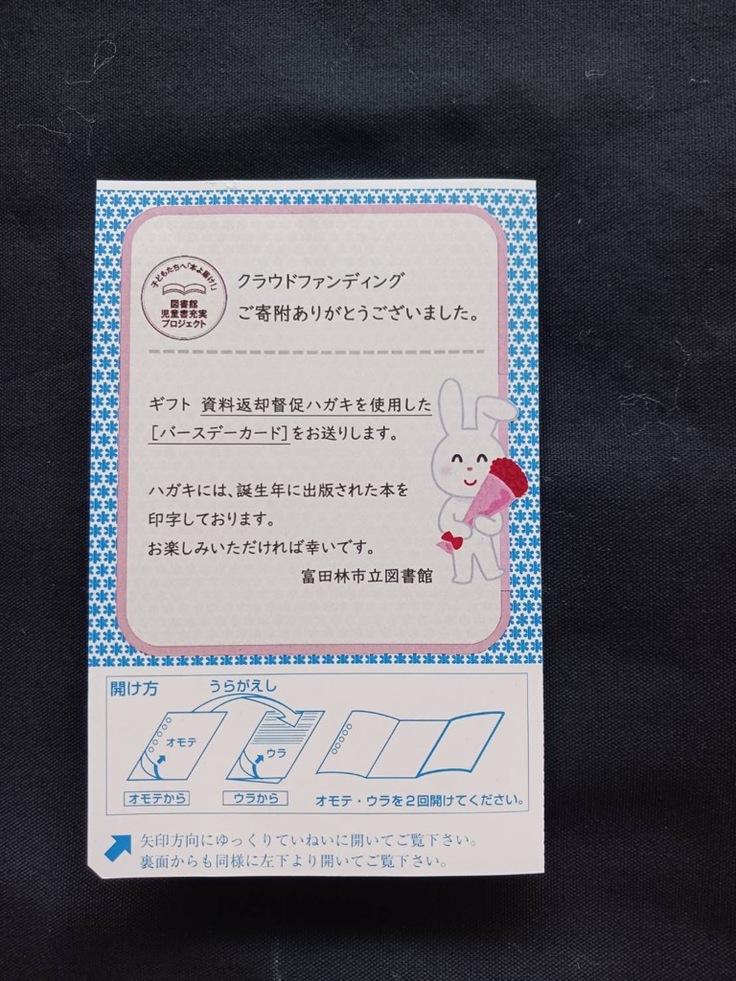 子どもたちへ「本よ届け!」
図書館
児童書充実
プロジェクト
クラウドファンディング
ご寄附ありがとうございました。
ギフト 資料返却督促ハガキを使用した
[バースデーカード]をお送りします。
ハガキには、誕生年に出版された本を
印字しております。
お楽しみいただければ幸いです。
富田林市立図書館
開け方
うらがえし
オモテ
ウラ
オモテから
ウラから
オモテ・ウラを2回開けてください。
矢印方向にゆっくりていねいに開いてご覧下さい。
裏面からも同様に左下より開いてご覧下さい。